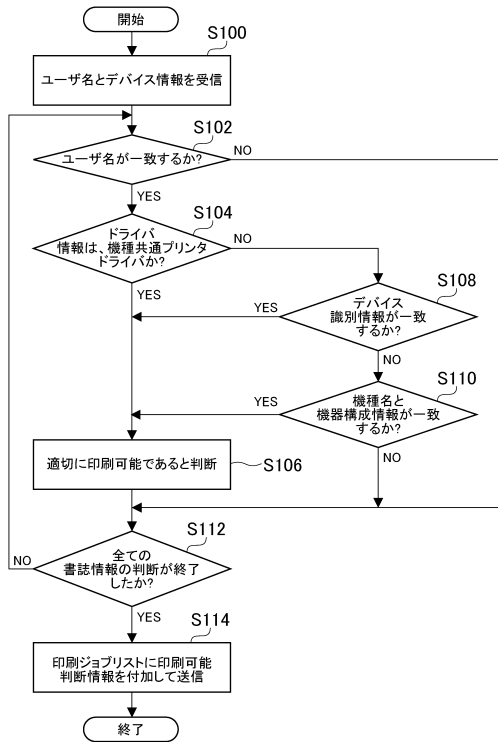 開始
S100
ユーザ名とデバイス情報を受信
S102
ユーザ名が一致するか?
NO
YES
S104
ドライバ
情報は、機種共通プリンタ
ドライバか?
NO
YES
S108
デバイス
識別情報が一致
するか?
YES
NO
S110
機種名と
機器構成情報が一致
するか?
YES
NO
適切に印刷可能であると判断
S106
S112
全ての
書誌情報の判断が終了
したか?
NO
YES
S114
印刷ジョブリストに印刷可能
判断情報を付加して送信
終了